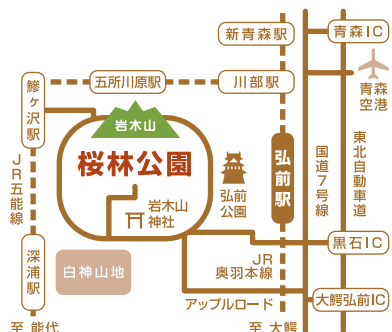 新青森駅
青森IC
鰺ヶ沢駅
五所川原駅
川部駅
青森
空港
岩木山
桜林公園
弘前駅
弘前
公園
国道7号線
東北自動車道
JR五能線
岩木山
神社
深浦駅
白神山地
JR
奥羽本線
黒石IC
アップルロード
大鰐弘前IC
至 能代
至 大鰐